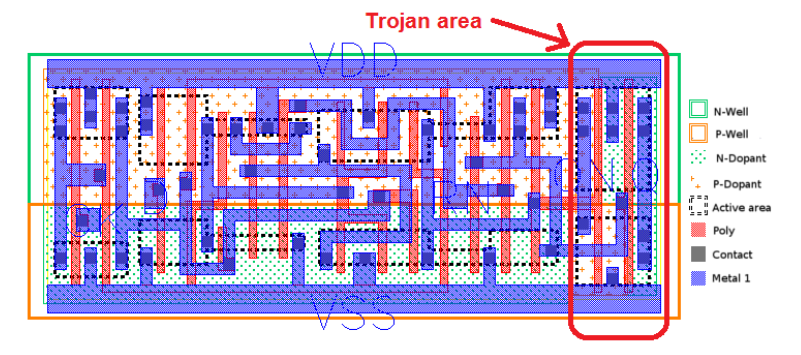 Trojan area
VDD
N-Well
P-Well
N-Dopant
P-Dopant
Active area
Poly
Contact
Metal 1
VSS